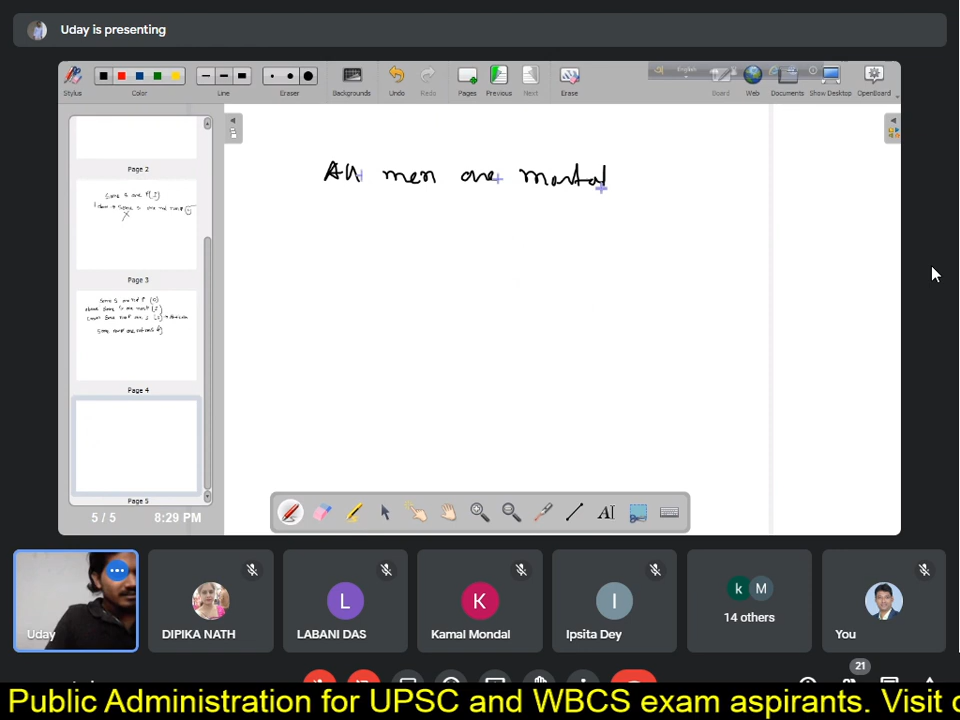 Uday is presenting
Stylus Color Line Eraser Backgrounds Undo Redo Pages Previous Next Erase Board Web Documents Show Desktop OpenBoard
English
All men are mortal
Page 2
Some S are P
Page 3
Page 4
Page 5
5 / 5 8:29 PM
Uday
DIPIKA NATH
L
LABANI DAS
K
Kamal Mondal
I
Ipsita Dey
k M
14 others
You
21
Public Administration for UPSC and WBCS exam aspirants. Visit